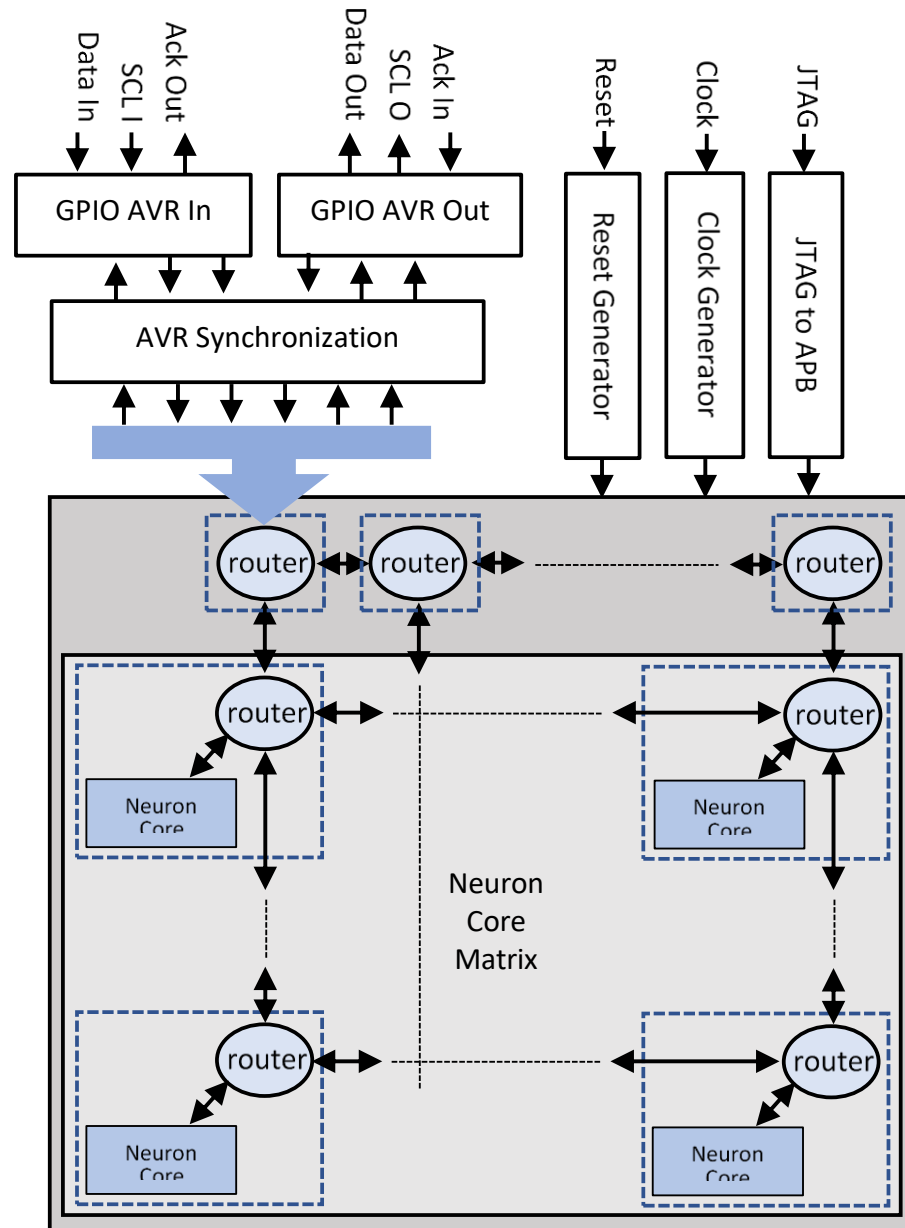 Data In
SCL I
Ack Out
Data Out
SCL O
Ack In
Reset
Clock
JTAG
GPIO AVR In
GPIO AVR Out
Reset Generator
Clock Generator
JTAG to APB
AVR Synchronization
router
router
router
router
router
Neuron
Core
Neuron
Core
Neuron
Core
Matrix
router
router
Neuron
Core
Neuron
Core